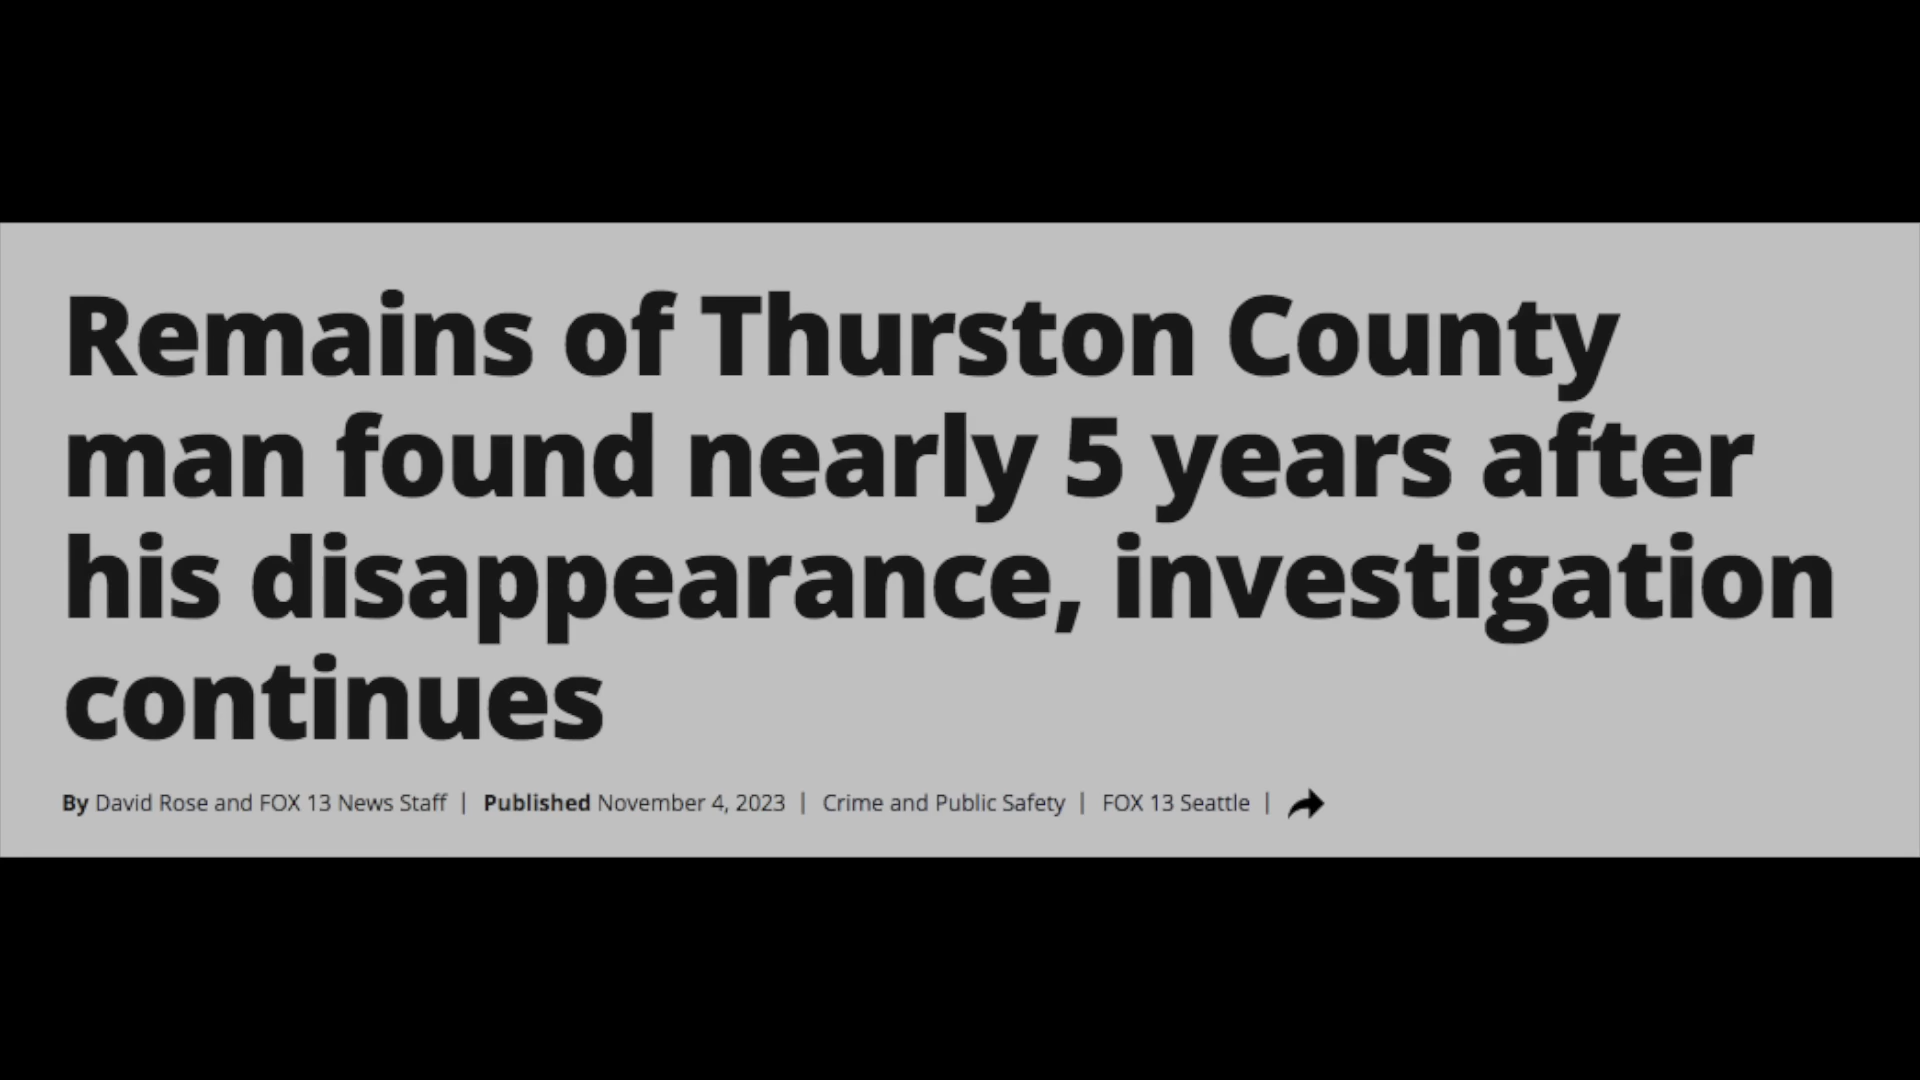 Remains of Thurston County
man found nearly 5 years after
his disappearance, investigation
continues
By David Rose and FOX 13 News Staff | Published November 4, 2023 | Crime and Public Safety | FOX 13 Seattle |